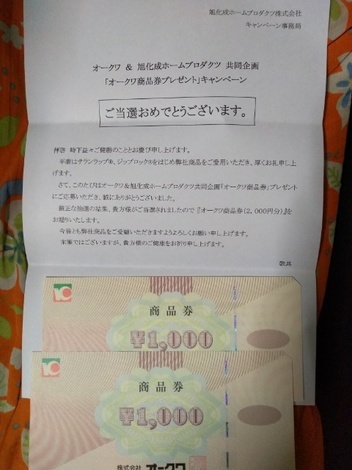 旭化成ホームプロダクツ株式会社
キャンペーン事務局
オークワ & 旭化成ホームプロダクツ 共同企画
「オークワ商品券プレゼント」キャンペーン
ご当選おめでとうございます。
拝啓 時下益々ご健勝のこととお慶び申し上げます。
平素はサランラップ®、ジップロック®をはじめ弊社商品をご愛用いただき、厚くお礼申し上げます。
さて、このたびはオークワ&旭化成ホームプロダクツ共同企画「オークワ商品券」プレゼントにご応募いただき、誠にありがとうございました。
厳正な抽選の結果、貴方様がご当選されましたので『オークワ商品券(2,000円分)』をお贈りいたします。
今後とも弊社商品をご愛顧いただきますようよろしくお願い申し上げます。
末筆ではございますが、貴方様のご健康をお祈り申し上げます。
敬具
商品券
¥1,000
商品券
¥1,000
株式会社 オークワ